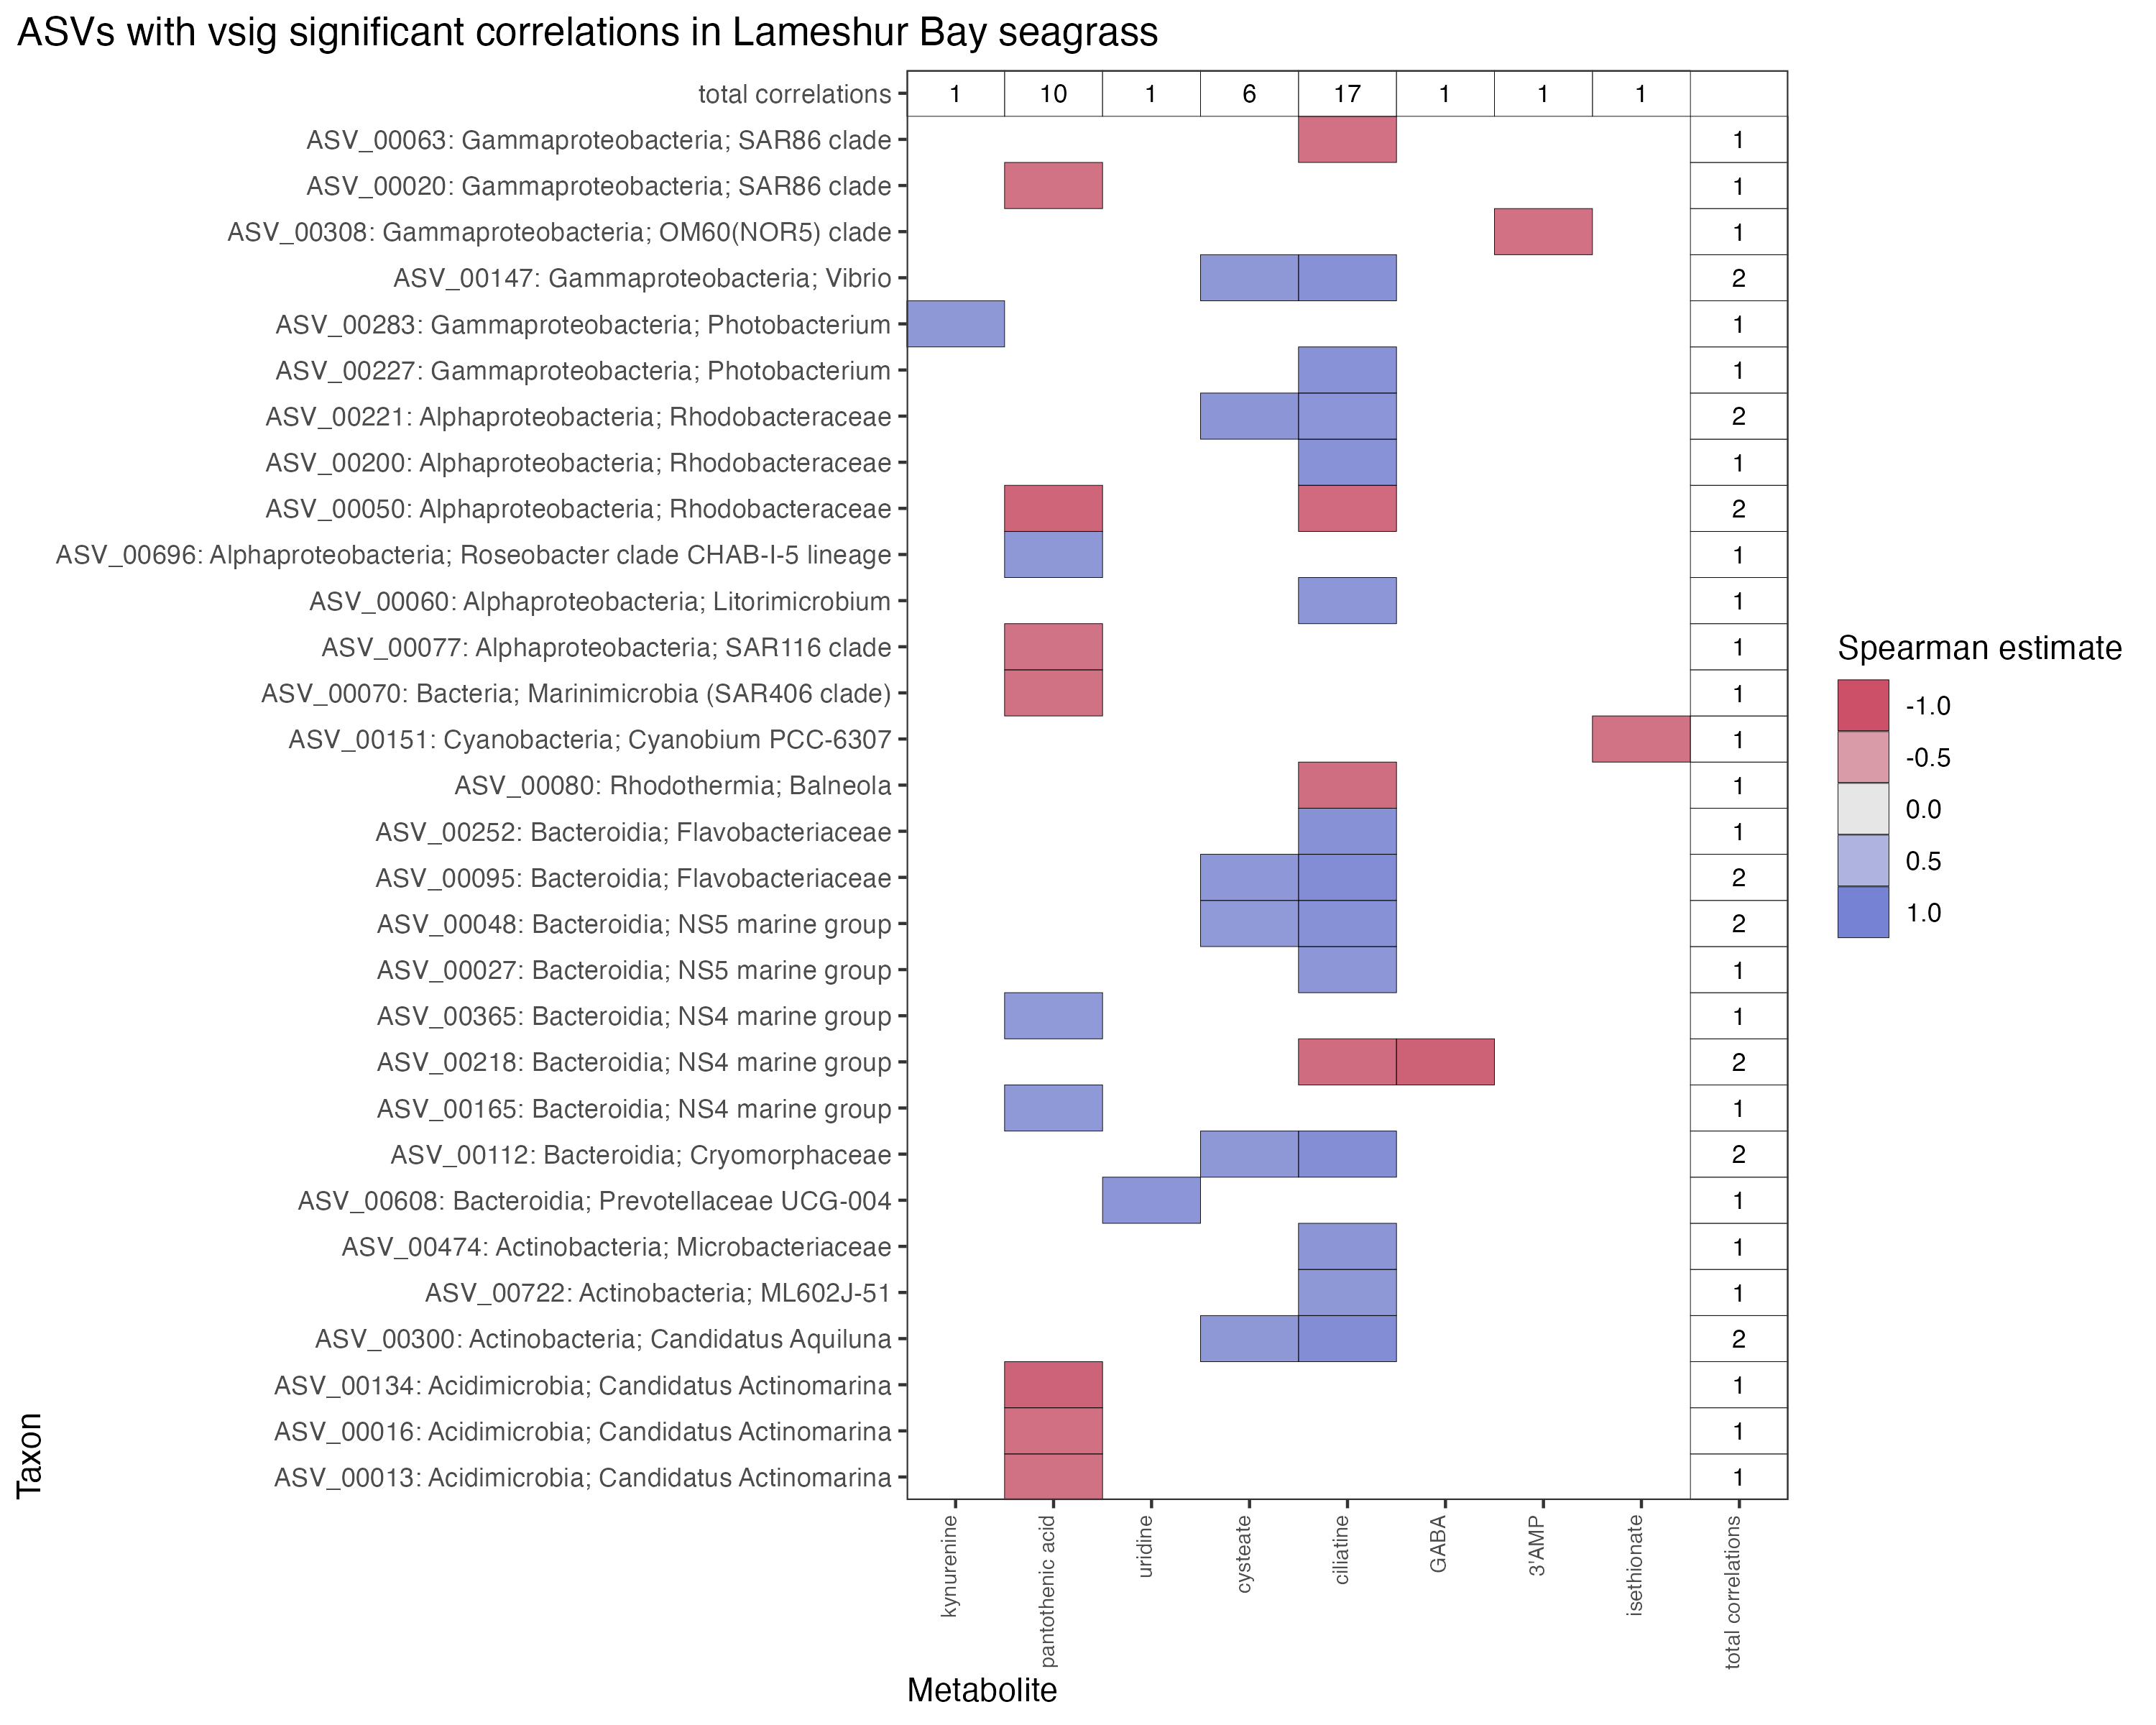 ASVs with vsig significant correlations in Lameshur Bay seagrass
total correlations 1 10 1 6 17 1 1 1
ASV_00063: Gammaproteobacteria; SAR86 clade 1
ASV_00020: Gammaproteobacteria; SAR86 clade 1
ASV_00308: Gammaproteobacteria; OM60(NOR5) clade 1
ASV_00147: Gammaproteobacteria; Vibrio 2
ASV_00283: Gammaproteobacteria; Photobacterium 1
ASV_00227: Gammaproteobacteria; Photobacterium 1
ASV_00221: Alphaproteobacteria; Rhodobacteraceae 2
ASV_00200: Alphaproteobacteria; Rhodobacteraceae 1
ASV_00050: Alphaproteobacteria; Rhodobacteraceae 2
ASV_00696: Alphaproteobacteria; Roseobacter clade CHAB-I-5 lineage 1
ASV_00060: Alphaproteobacteria; Litorimicrobium 1
ASV_00077: Alphaproteobacteria; SAR116 clade 1
ASV_00070: Bacteria; Marinimicrobia (SAR406 clade) 1
ASV_00151: Cyanobacteria; Cyanobium PCC-6307 1
ASV_00080: Rhodothermia; Balneola 1
ASV_00252: Bacteroidia; Flavobacteriaceae 1
ASV_00095: Bacteroidia; Flavobacteriaceae 2
ASV_00048: Bacteroidia; NS5 marine group 2
ASV_00027: Bacteroidia; NS5 marine group 1
ASV_00365: Bacteroidia; NS4 marine group 1
ASV_00218: Bacteroidia; NS4 marine group 2
ASV_00165: Bacteroidia; NS4 marine group 1
ASV_00112: Bacteroidia; Cryomorphaceae 2
ASV_00608: Bacteroidia; Prevotellaceae UCG-004 1
ASV_00474: Actinobacteria; Microbacteriaceae 1
ASV_00722: Actinobacteria; ML602J-51 1
ASV_00300: Actinobacteria; Candidatus Aquiluna 2
ASV_00134: Acidimicrobia; Candidatus Actinomarina 1
ASV_00016: Acidimicrobia; Candidatus Actinomarina 1
ASV_00013: Acidimicrobia; Candidatus Actinomarina 1
Taxon
kynurenine
pantothenic acid
uridine
cysteate
ciliatine
GABA
3'AMP
isethionate
total correlations
Metabolite
Spearman estimate
-1.0
-0.5
0.0
0.5
1.0